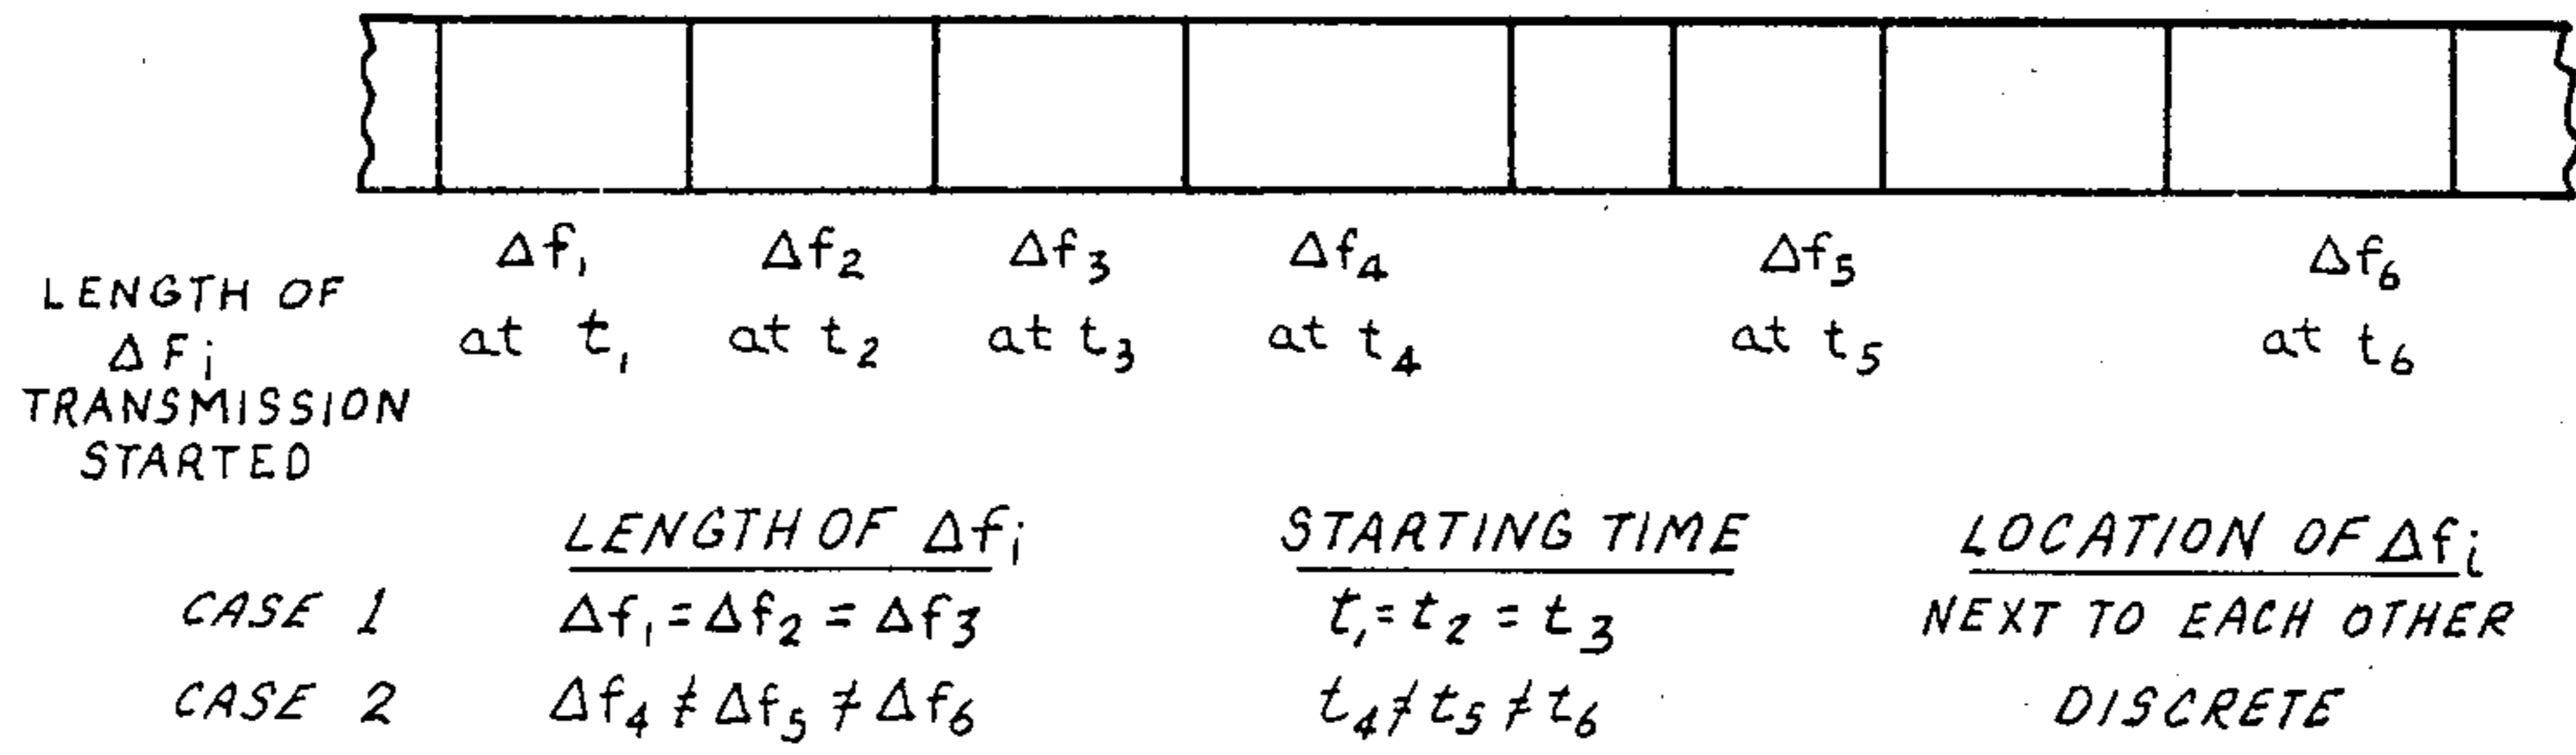 Δf₁ Δf₂ Δf₃ Δf₄ Δf₅ Δf₆
at t₁ at t₂ at t₃ at t₄ at t₅ at t₆
LENGTH OF
ΔFi
TRANSMISSION
STARTED
LENGTH OF Δfi STARTING TIME LOCATION OF Δfi
CASE 1 Δf₁ = Δf₂ = Δf3 t₁ = t₂ = t₃ NEXT TO EACH OTHER
CASE 2 Δf₄ ≠ Δf₅ ≠ Δf₆ t₄ ≠ t₅ ≠ t₆ DISCRETE